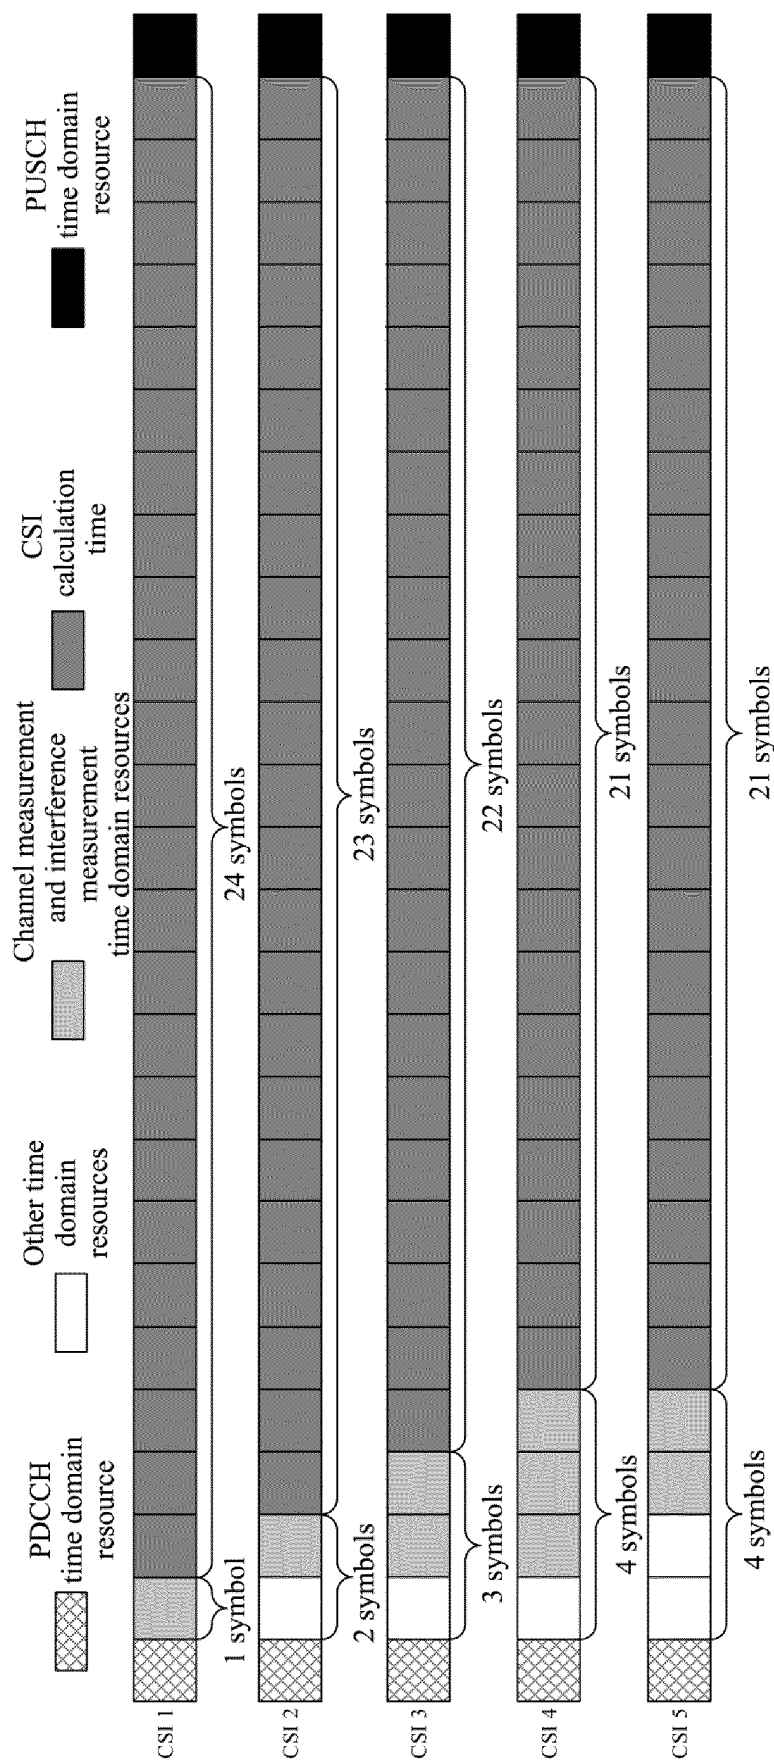 PDCCH
time domain
resource
Other time
domain
resources
Channel measurement
and interference
measurement
time domain resources
CSI
calculation
time
PUSCH
time domain
resource
CSI 1
1 symbol
24 symbols
CSI 2
2 symbols
23 symbols
CSI 3
3 symbols
22 symbols
CSI 4
4 symbols
21 symbols
CSI 5
4 symbols
21 symbols